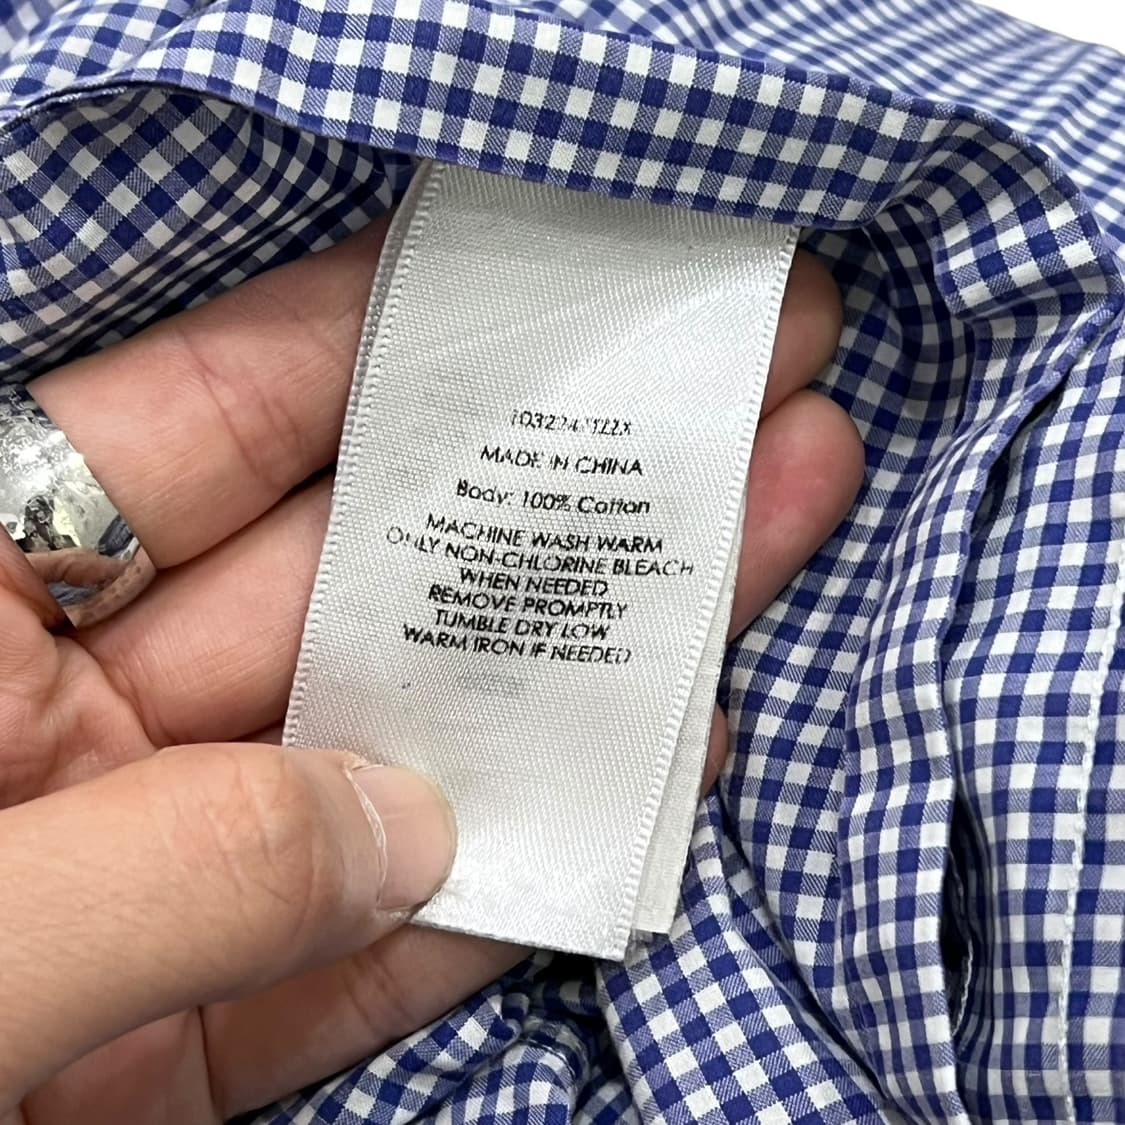 MADE IN CHINA
Body: 100% Cotton
MACHINE WASH WARM
ONLY NON-CHLORINE BLEACH
WHEN NEEDED
REMOVE PROMPTLY
TUMBLE DRY LOW
WARM IRON IF NEEDED